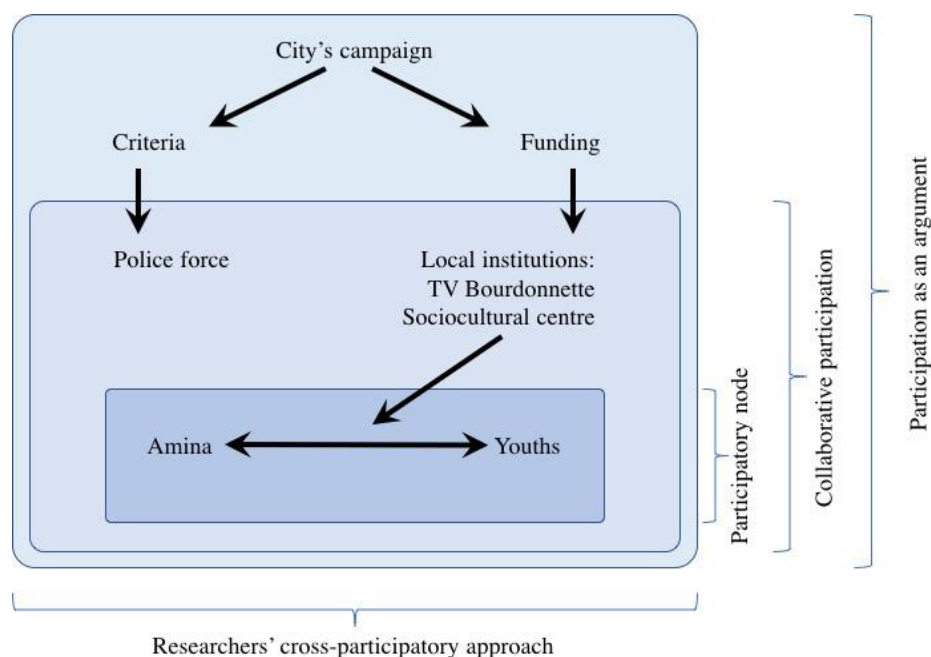 City’s campaign
Criteria
Funding
Police force
Local institutions:
TV Bourdonnette
Sociocultural centre
Amina
Youths
Participatory node
Collaborative participation
Participation as an argument
Researchers’ cross-participatory approach